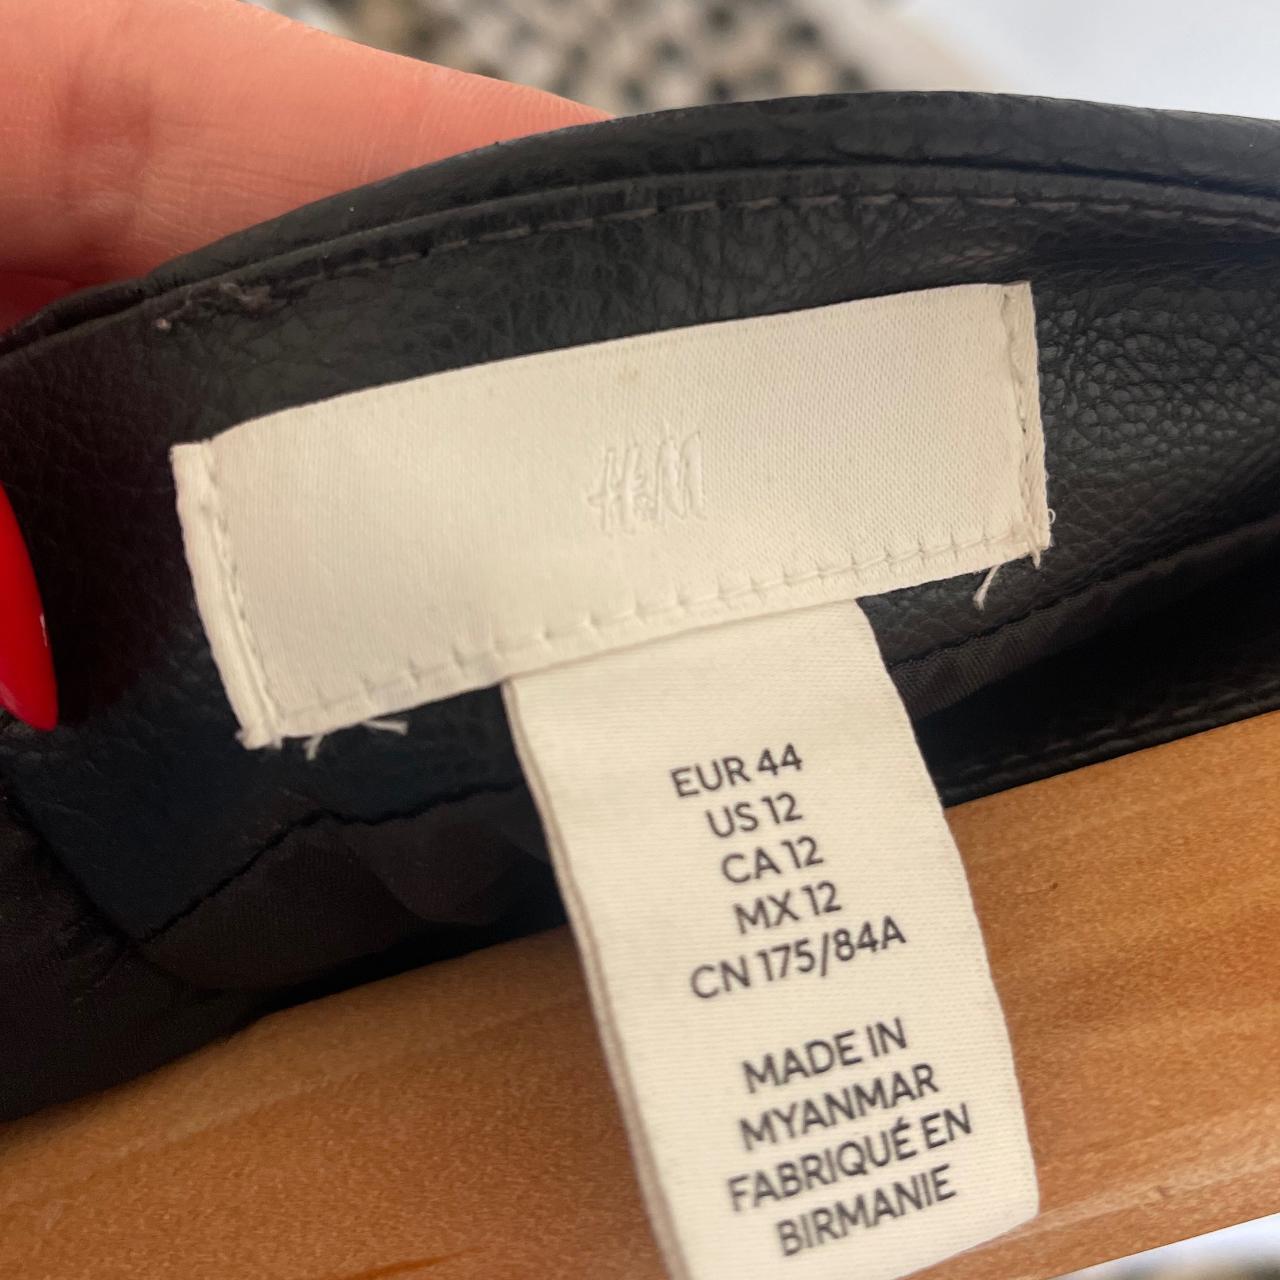 H&M
EUR 44
US 12
CA 12
MX 12
CN 175/84A
MADE IN
MYANMAR
FABRIQUÉ EN
BIRMANIE